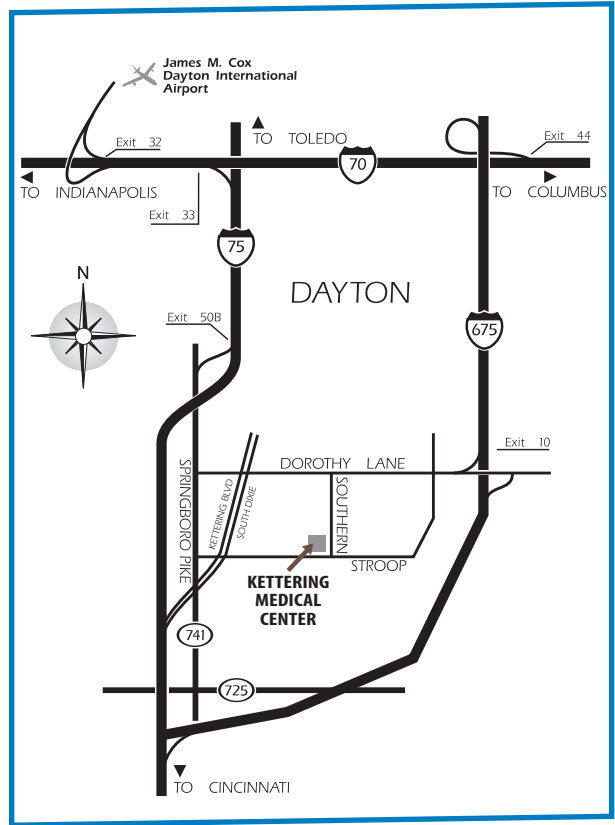 James M. Cox
Dayton International
Airport
Exit 32
TO TOLEDO
Exit 44
70
TO INDIANAPOLIS
TO COLUMBUS
Exit 33
75
N
DAYTON
Exit 50B
675
Exit 10
DOROTHY LANE
SPRINGBORO PIKE
KETTERING BLVD
SOUTH DIXIE
SOUTHERN
STROOP
KETTERING
MEDICAL
CENTER
741
725
TO CINCINNATI